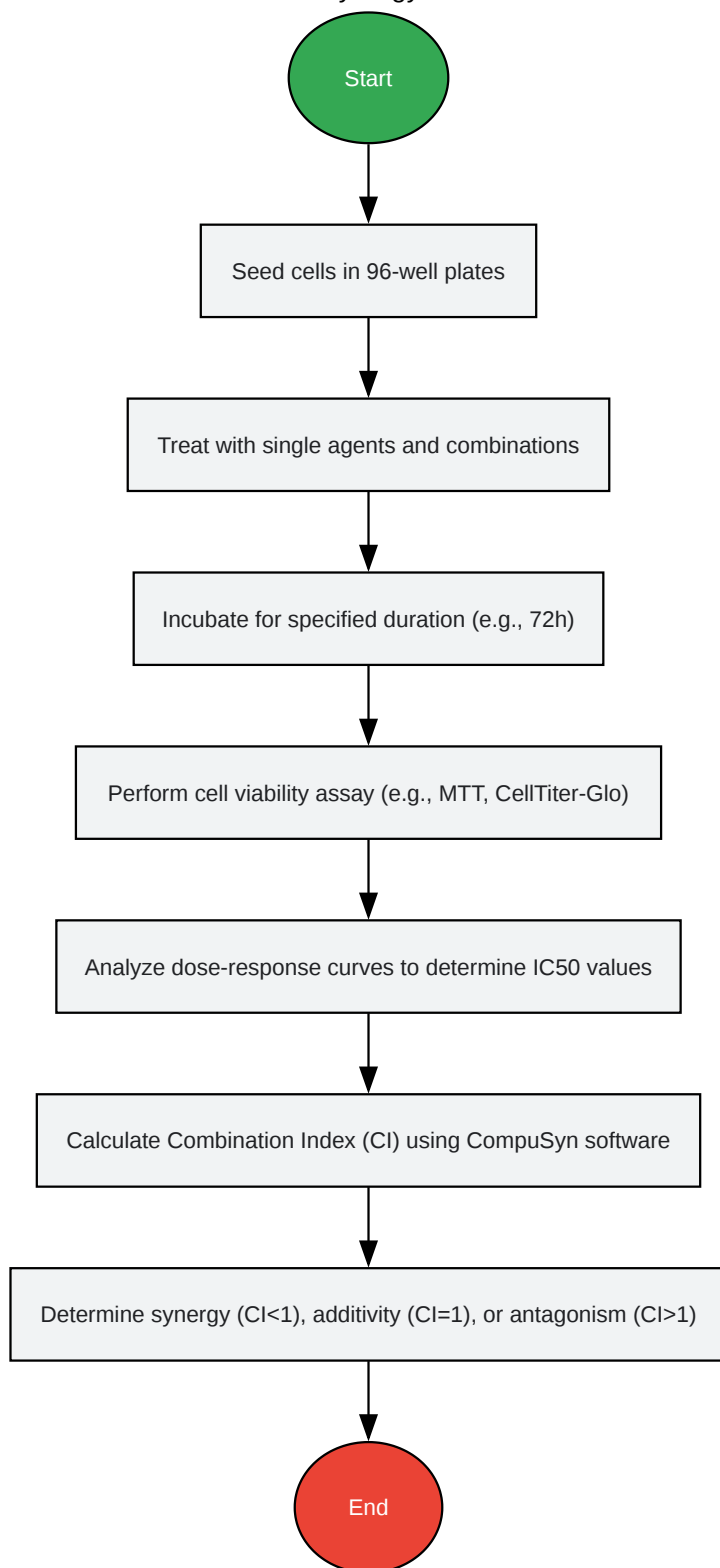 Start
Seed cells in 96-well plates
Treat with single agents and combinations
Incubate for specified duration (e.g., 72h)
Perform cell viability assay (e.g., MTT, CellTiter-Glo)
Analyze dose-response curves to determine IC50 values
Calculate Combination Index (CI) using CompuSyn software
Determine synergy (CI<1), additivity (CI=1), or antagonism (CI>1)
End